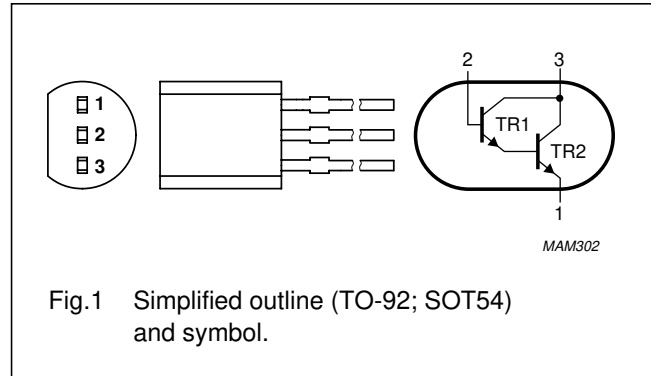 1
2
3
2 3
TR1
TR2
1
MAM302
Fig.1 Simplified outline (TO-92; SOT54)
and symbol.